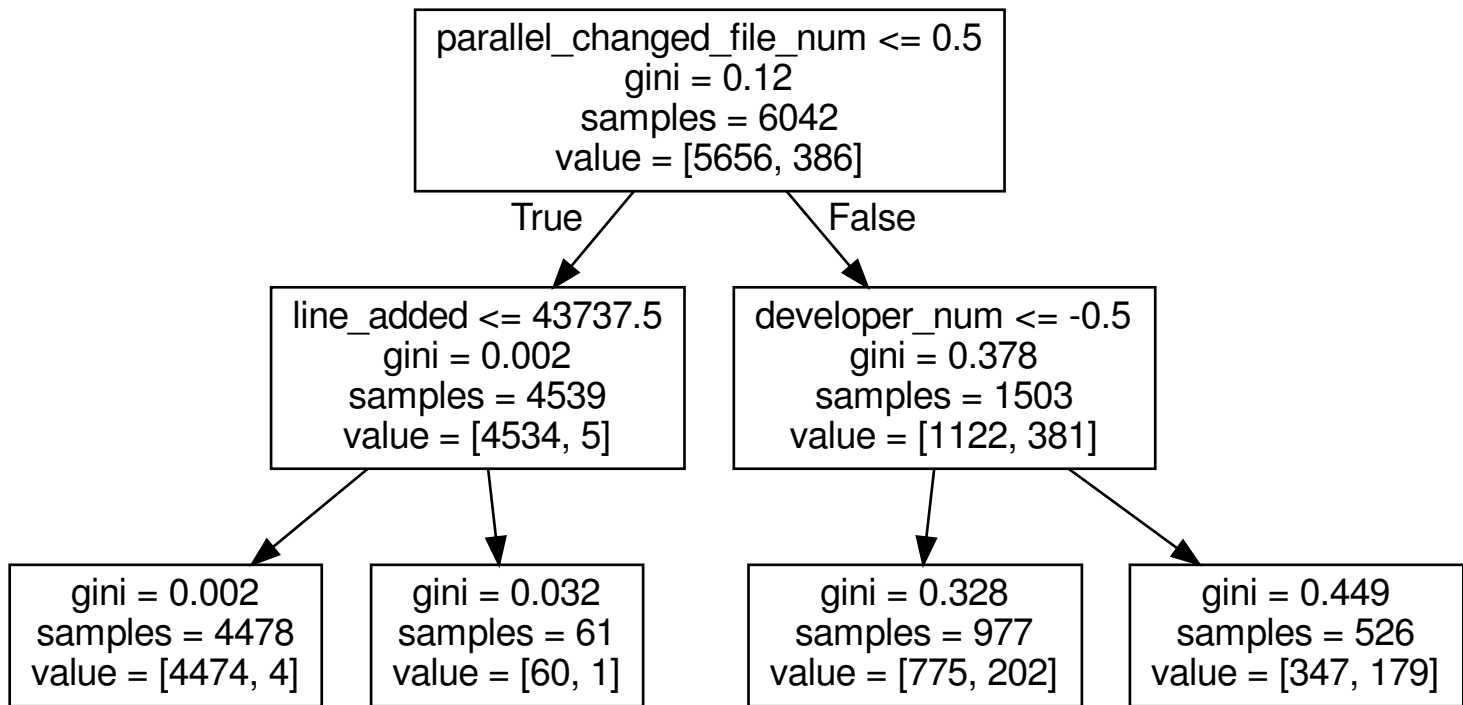 parallel_changed_file_num <= 0.5
gini = 0.12
samples = 6042
value = [5656, 386]
True
False
line_added <= 43737.5
gini = 0.002
samples = 4539
value = [4534, 5]
developer_num <= -0.5
gini = 0.378
samples = 1503
value = [1122, 381]
gini = 0.002
samples = 4478
value = [4474, 4]
gini = 0.032
samples = 61
value = [60, 1]
gini = 0.328
samples = 977
value = [775, 202]
gini = 0.449
samples = 526
value = [347, 179]